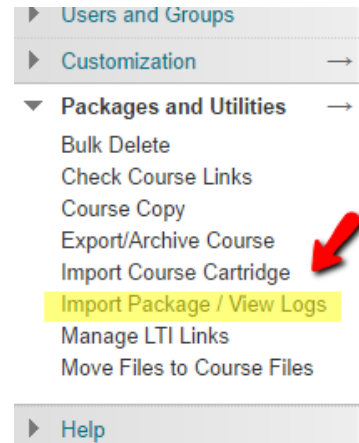 Users and Groups
Customization
Packages and Utilities
Bulk Delete
Check Course Links
Course Copy
Export/Archive Course
Import Course Cartridge
Import Package / View Logs
Manage LTI Links
Move Files to Course Files
Help